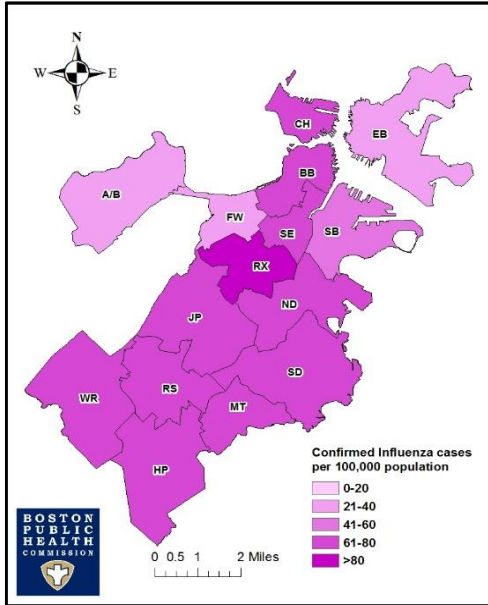 N
W E
S
CH
EB
BB
A/B
FW
SE
SB
RX
ND
JP
SD
RS
WR
MT
HP
Confirmed Influenza cases
per 100,000 population
0-20
21-40
41-60
61-80
>80
BOSTON
PUBLIC
HEALTH
COMMISSION
0 0.5 1 2 Miles